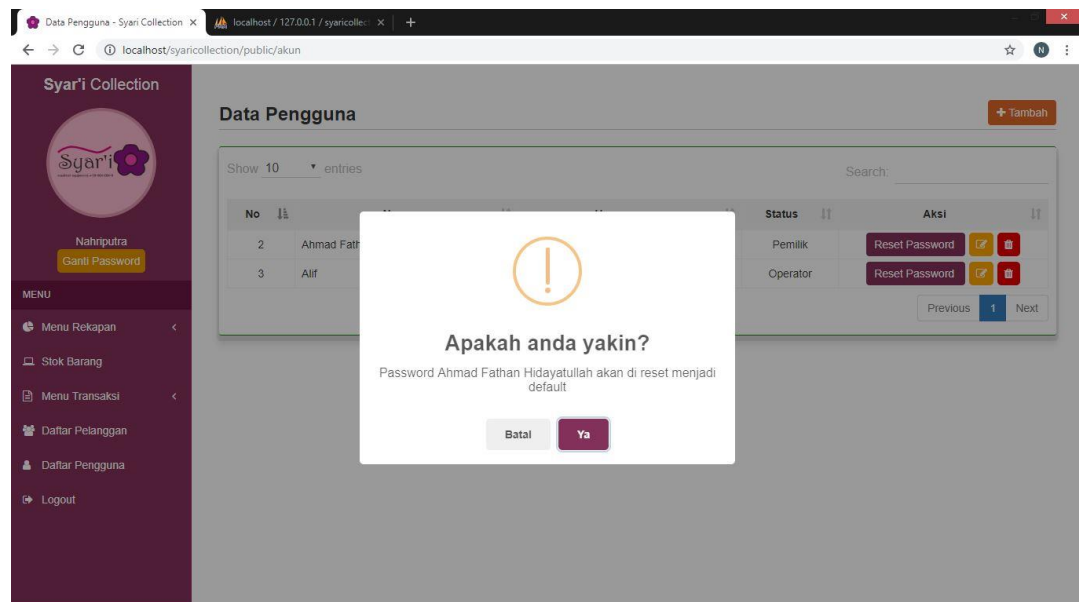 Data Pengguna - Syari Collection
localhost / 127.0.0.1 / syaricollect
localhost/syaricollection/public/akun
N
Syar'i Collection
Syar'i
Nahriputra
Ganti Password
MENU
Menu Rekapan
Stok Barang
Menu Transaksi
Daftar Pelanggan
Daftar Pengguna
Logout
Data Pengguna
+ Tambah
Show 10 entries
Search:
No Status Aksi
2 Ahmad Fath Pemilik Reset Password
3 Alif Operator Reset Password
Previous 1 Next
Apakah anda yakin?
Password Ahmad Fathan Hidayatullah akan di reset menjadi
default
Batal Ya